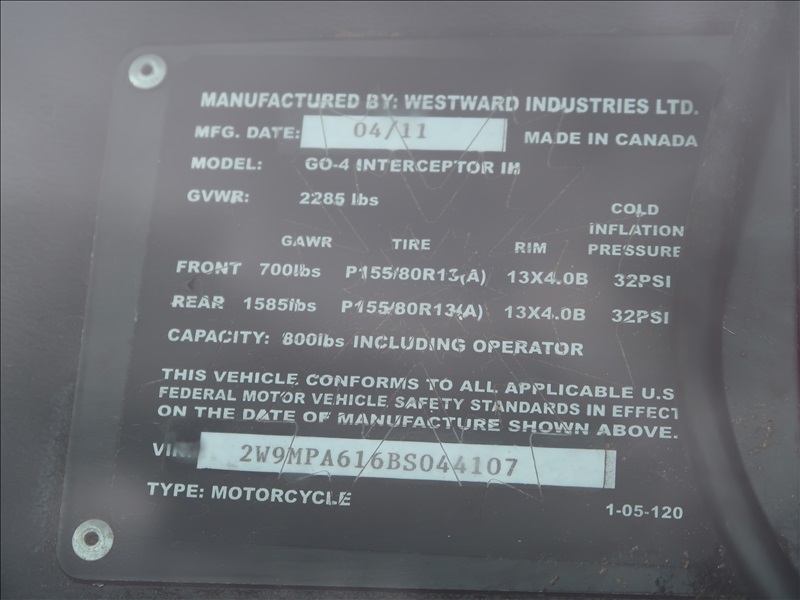 MANUFACTURED BY: WESTWARD INDUSTRIES LTD.
MFG. DATE: 04/11 MADE IN CANADA
MODEL: GO-4 INTERCEPTOR IH
GVWR: 2285 lbs
GAWR TIRE RIM COLD INFLATION PRESSURE
FRONT 700lbs P155/80R13(A) 13X4.0B 32PSI
REAR 1585lbs P155/80R13(A) 13X4.0B 32PSI
CAPACITY: 800lbs INCLUDING OPERATOR
THIS VEHICLE CONFORMS TO ALL APPLICABLE U.S
FEDERAL MOTOR VEHICLE SAFETY STANDARDS IN EFFECT
ON THE DATE OF MANUFACTURE SHOWN ABOVE.
VIN: 2W9MPA616BS044107
TYPE: MOTORCYCLE 1-05-120